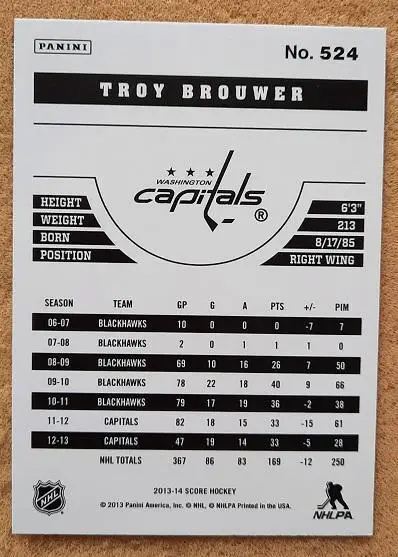 PANINI
No. 524
TROY BROUWER
WASHINGTON
capitals ®
HEIGHT 6'3"
WEIGHT 213
BORN 8/17/85
POSITION RIGHT WING
SEASON TEAM GP G A PTS +/- PIM
06-07 BLACKHAWKS 10 0 0 0 -7 7
07-08 BLACKHAWKS 2 0 1 1 1 0
08-09 BLACKHAWKS 69 10 16 26 7 50
09-10 BLACKHAWKS 78 22 18 40 9 66
10-11 BLACKHAWKS 79 17 19 36 -2 38
11-12 CAPITALS 82 18 15 33 -15 61
12-13 CAPITALS 47 19 14 33 -5 28
NHL TOTALS 367 86 83 169 -12 250
2013-14 SCORE HOCKEY
© 2013 Panini America, Inc. © NHL, © NHLPA Printed in the USA.
NHL
NHLPA